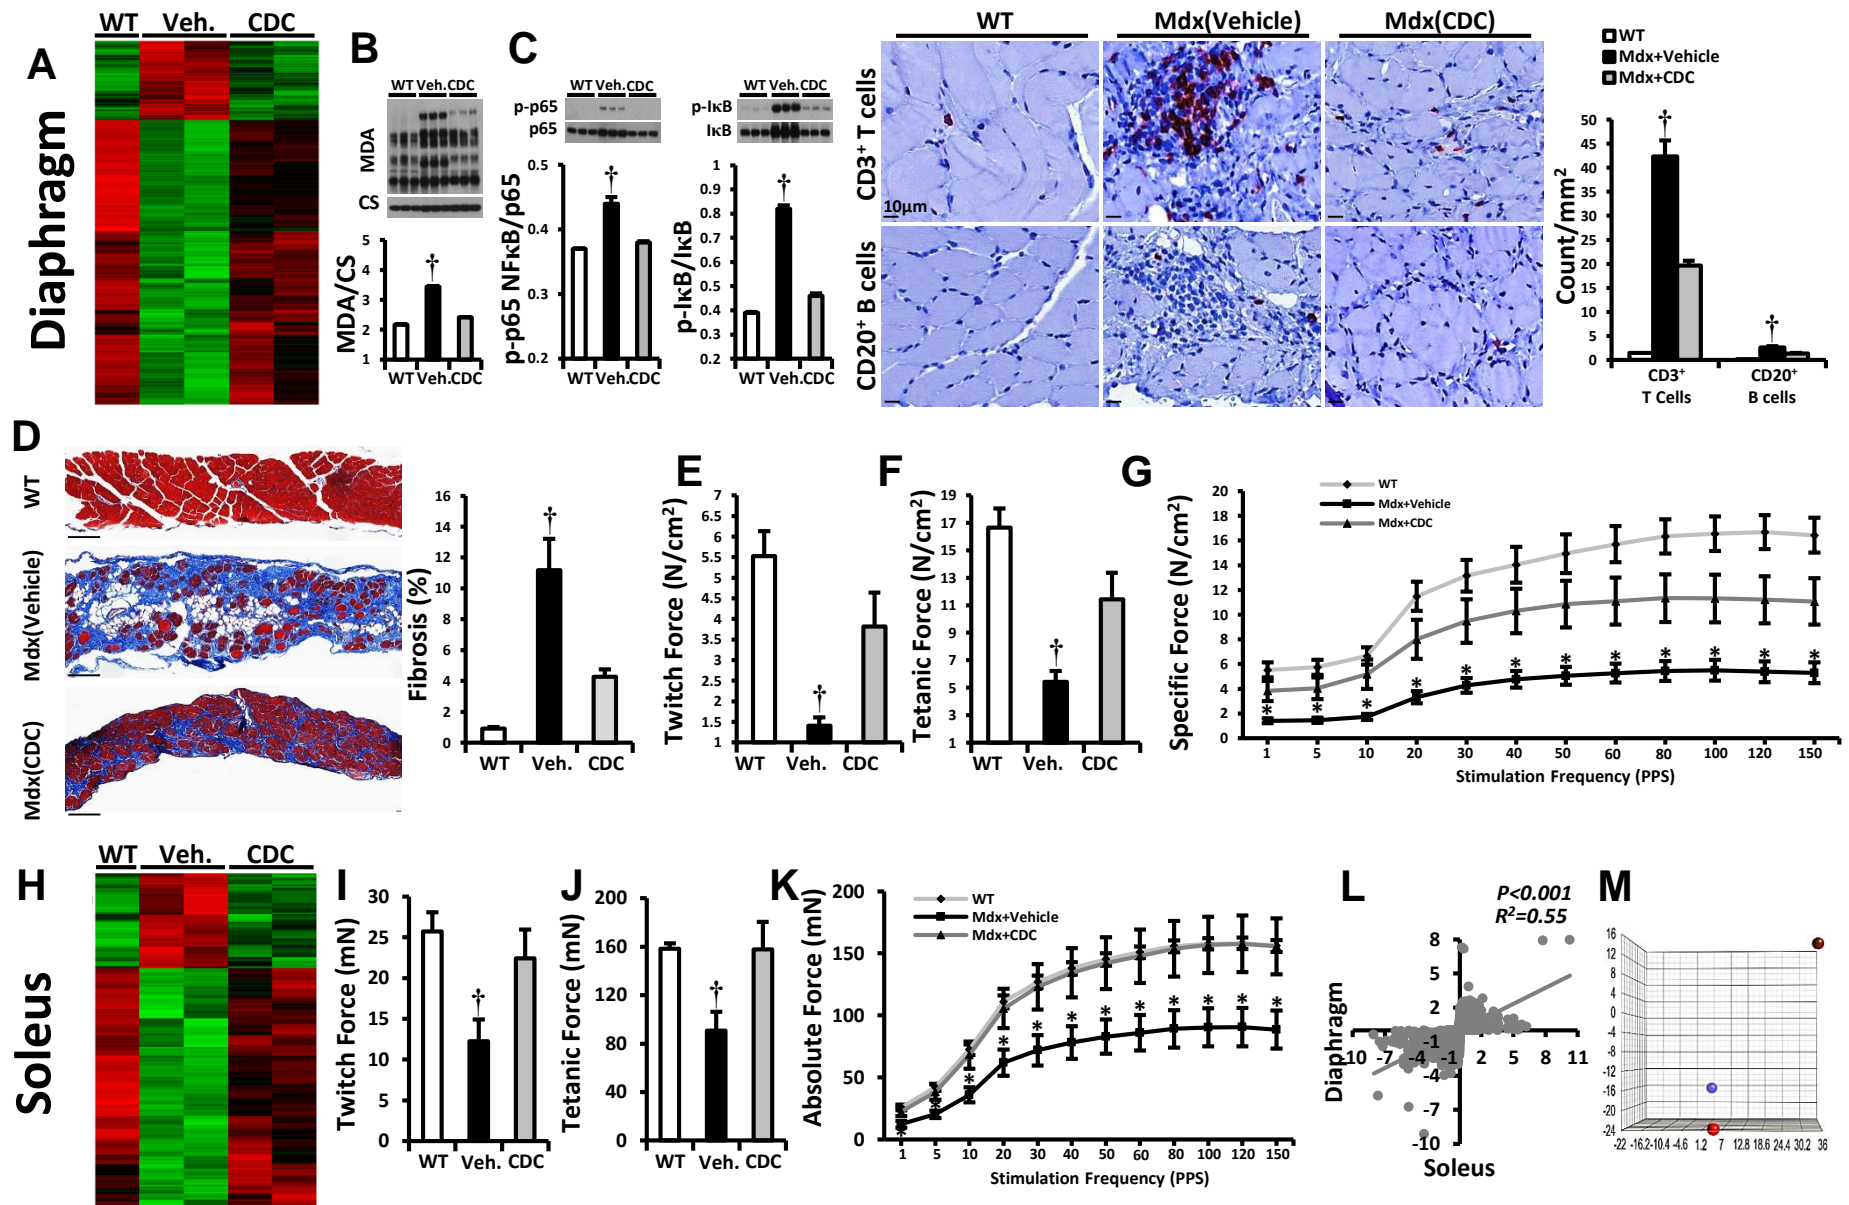 A
Diaphragm
WT Veh. CDC
B
WT Veh. CDC
MDA
CS
MDA/CS
5
4
3
2
1
WT Veh. CDC
C
WT Veh. CDC
p-p65
p65
p-p65 NFκB/p65
0.5
0.4
0.3
0.2
WT Veh. CDC
WT Veh. CDC
p-IκB
IκB
p-IκB/IκB
1
0.9
0.8
0.7
0.6
0.5
0.4
0.3
0.2
WT Veh. CDC
†
WT Mdx(Vehicle) Mdx(CDC)
CD3+ T cells
10μm
CD20+ B cells
WT
Mdx+Vehicle
Mdx+CDC
Count/mm2
50
45
40
35
30
25
20
15
10
5
0
† †
CD3+ CD20+
T Cells B cells
D
WT
Mdx(Vehicle)
Mdx(CDC)
Fibrosis (%)
16
14
12
10
8
6
4
2
0
†
WT Veh. CDC
E
Twitch Force (N/cm2)
7
6.5
6
5.5
5
4.5
4
3.5
3
2.5
2
1.5
1
†
WT Veh. CDC
F
Tetanic Force (N/cm2)
19
17
15
13
11
9
7
5
3
1
†
WT Veh. CDC
G
WT
Mdx+Vehicle
Mdx+CDC
Specific Force (N/cm2)
20
18
16
14
12
10
8
6
4
2
0
* * * * * * * * * * * *
1 5 10 20 30 40 50 60 80 100 120 150
Stimulation Frequency (PPS)
H
Soleus
WT Veh. CDC
I
Twitch Force (mN)
30
25
20
15
10
5
0
†
WT Veh. CDC
J
Tetanic Force (mN)
200
160
120
80
40
0
†
WT Veh. CDC
K
WT
Mdx+Vehicle
Mdx+CDC
Absolute Force (mN)
200
150
100
50
0
* * * * * * * * * * * *
1 5 10 20 30 40 50 60 80 100 120 150
Stimulation Frequency (PPS)
L
P<0.001
R2=0.55
Diaphragm
8
5
2
-1
-4
-7
-10
-10 -7 -4 -1 2 5 8 11
Soleus
M
16
12
8
4
0
-4
-8
-12
-16
-20
-24
-22 -16.2 -10.4 -4.6 1.2 7 12.8 18.6 24.4 30.2 36